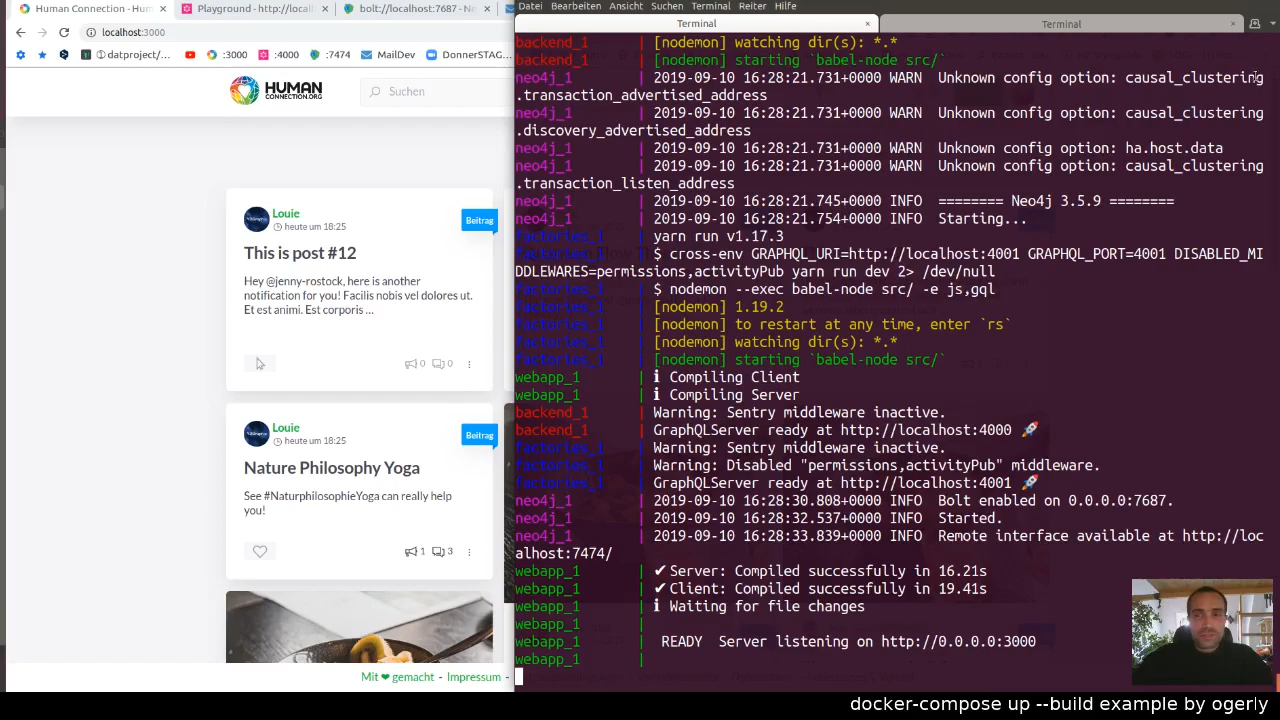 Human Connection - Hum
Playground - http://locall
bolt://localhost:7687 - Ne
localhost:3000
datproject/...
:3000
:4000
:7474
MailDev
DonnerSTAG...
HUMAN
CONNECTION.ORG
Suchen
Louie
heute um 18:25
Beitrag
This is post #12
Hey @jenny-rostock, here is another
notification for you! Facilis nobis vel dolores ut.
Et est animi. Est corporis ...
0 0
Louie
heute um 18:25
Beitrag
Nature Philosophy Yoga
See #NaturphilosophieYoga can really help
you!
1 3
Mit ❤ gemacht - Impressum -
Datei Bearbeiten Ansicht Suchen Terminal Reiter Hilfe
Terminal × Terminal ×
backend_1 | [nodemon] watching dir(s): *.*
backend_1 | [nodemon] starting `babel-node src/`
neo4j_1 | 2019-09-10 16:28:21.731+0000 WARN Unknown config option: causal_clustering
.transaction_advertised_address
neo4j_1 | 2019-09-10 16:28:21.731+0000 WARN Unknown config option: causal_clustering
.discovery_advertised_address
neo4j_1 | 2019-09-10 16:28:21.731+0000 WARN Unknown config option: ha.host.data
neo4j_1 | 2019-09-10 16:28:21.731+0000 WARN Unknown config option: causal_clustering
.transaction_listen_address
neo4j_1 | 2019-09-10 16:28:21.745+0000 INFO ======== Neo4j 3.5.9 ========
neo4j_1 | 2019-09-10 16:28:21.754+0000 INFO Starting...
factories_1 | yarn run v1.17.3
factories_1 | $ cross-env GRAPHQL_URI=http://localhost:4001 GRAPHQL_PORT=4001 DISABLED_MI
DDLEWARES=permissions,activityPub yarn run dev 2> /dev/null
factories_1 | $ nodemon --exec babel-node src/ -e js,gql
factories_1 | [nodemon] 1.19.2
factories_1 | [nodemon] to restart at any time, enter `rs`
factories_1 | [nodemon] watching dir(s): *.*
factories_1 | [nodemon] starting `babel-node src/`
webapp_1 | ℹ Compiling Client
webapp_1 | ℹ Compiling Server
backend_1 | Warning: Sentry middleware inactive.
backend_1 | GraphQLServer ready at http://localhost:4000 🚀
factories_1 | Warning: Sentry middleware inactive.
factories_1 | Warning: Disabled "permissions,activityPub" middleware.
factories_1 | GraphQLServer ready at http://localhost:4001 🚀
neo4j_1 | 2019-09-10 16:28:30.808+0000 INFO Bolt enabled on 0.0.0.0:7687.
neo4j_1 | 2019-09-10 16:28:32.537+0000 INFO Started.
neo4j_1 | 2019-09-10 16:28:33.839+0000 INFO Remote interface available at http://loc
alhost:7474/
webapp_1 | ✔ Server: Compiled successfully in 16.21s
webapp_1 | ✔ Client: Compiled successfully in 19.41s
webapp_1 | ℹ Waiting for file changes
webapp_1 |
webapp_1 | READY Server listening on http://0.0.0.0:3000
webapp_1 |
docker-compose up --build example by ogerly